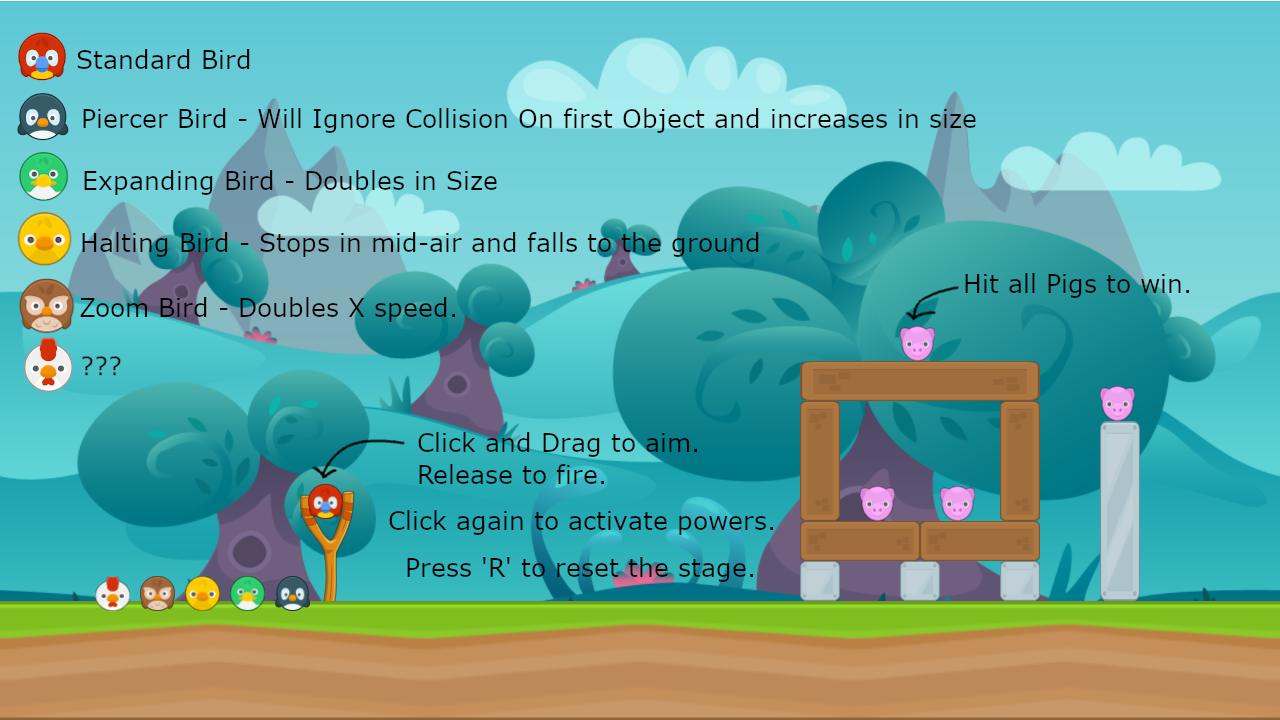 Standard Bird
Piercer Bird - Will Ignore Collision On first Object and increases in size
Expanding Bird - Doubles in Size
Halting Bird - Stops in mid-air and falls to the ground
Hit all Pigs to win.
Zoom Bird - Doubles X speed.
???
Click and Drag to aim.
Release to fire.
Click again to activate powers.
Press 'R' to reset the stage.